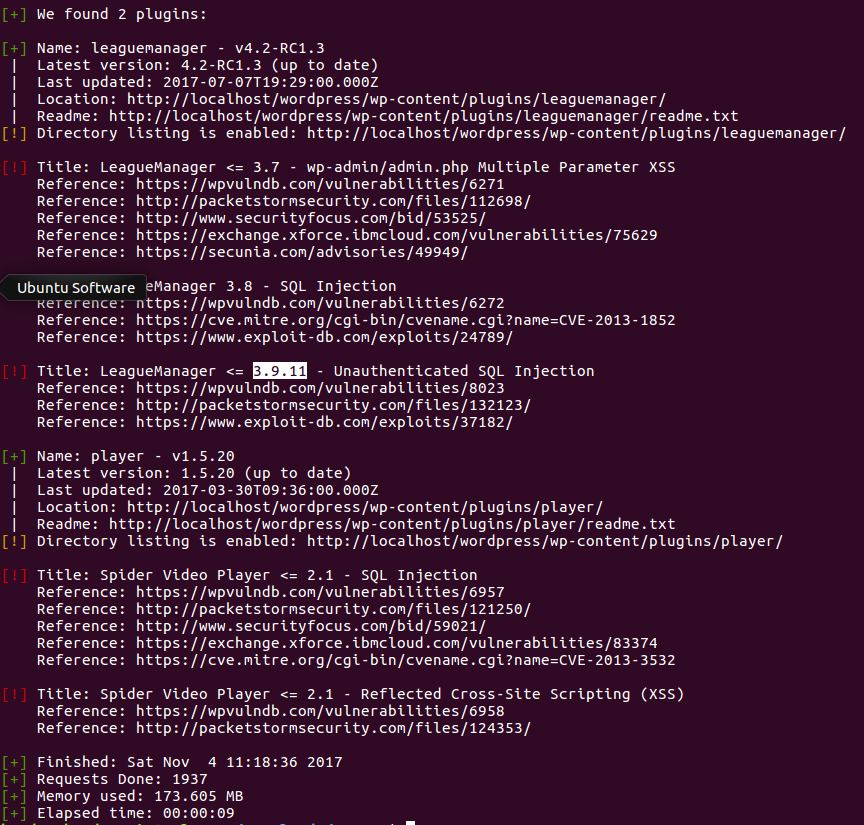 [+] We found 2 plugins:
[+] Name: leaguemanager - v4.2-RC1.3
| Latest version: 4.2-RC1.3 (up to date)
| Last updated: 2017-07-07T19:29:00.000Z
| Location: http://localhost/wordpress/wp-content/plugins/leaguemanager/
| Readme: http://localhost/wordpress/wp-content/plugins/leaguemanager/readme.txt
[!] Directory listing is enabled: http://localhost/wordpress/wp-content/plugins/leaguemanager/
[!] Title: LeagueManager <= 3.7 - wp-admin/admin.php Multiple Parameter XSS
Reference: https://wpvulndb.com/vulnerabilities/6271
Reference: http://packetstormsecurity.com/files/112698/
Reference: http://www.securityfocus.com/bid/53525/
Reference: https://exchange.xforce.ibmcloud.com/vulnerabilities/75629
Reference: https://secunia.com/advisories/49949/
Ubuntu Software
eManager 3.8 - SQL Injection
Reference: https://wpvulndb.com/vulnerabilities/6272
Reference: https://cve.mitre.org/cgi-bin/cvename.cgi?name=CVE-2013-1852
Reference: https://www.exploit-db.com/exploits/24789/
[!] Title: LeagueManager <= 3.9.11 - Unauthenticated SQL Injection
Reference: https://wpvulndb.com/vulnerabilities/8023
Reference: http://packetstormsecurity.com/files/132123/
Reference: https://www.exploit-db.com/exploits/37182/
[+] Name: player - v1.5.20
| Latest version: 1.5.20 (up to date)
| Last updated: 2017-03-30T09:36:00.000Z
| Location: http://localhost/wordpress/wp-content/plugins/player/
| Readme: http://localhost/wordpress/wp-content/plugins/player/readme.txt
[!] Directory listing is enabled: http://localhost/wordpress/wp-content/plugins/player/
[!] Title: Spider Video Player <= 2.1 - SQL Injection
Reference: https://wpvulndb.com/vulnerabilities/6957
Reference: http://packetstormsecurity.com/files/121250/
Reference: http://www.securityfocus.com/bid/59021/
Reference: https://exchange.xforce.ibmcloud.com/vulnerabilities/83374
Reference: https://cve.mitre.org/cgi-bin/cvename.cgi?name=CVE-2013-3532
[!] Title: Spider Video Player <= 2.1 - Reflected Cross-Site Scripting (XSS)
Reference: https://wpvulndb.com/vulnerabilities/6958
Reference: http://packetstormsecurity.com/files/124353/
[+] Finished: Sat Nov  4 11:18:36 2017
[+] Requests Done: 1937
[+] Memory used: 173.605 MB
[+] Elapsed time: 00:00:09